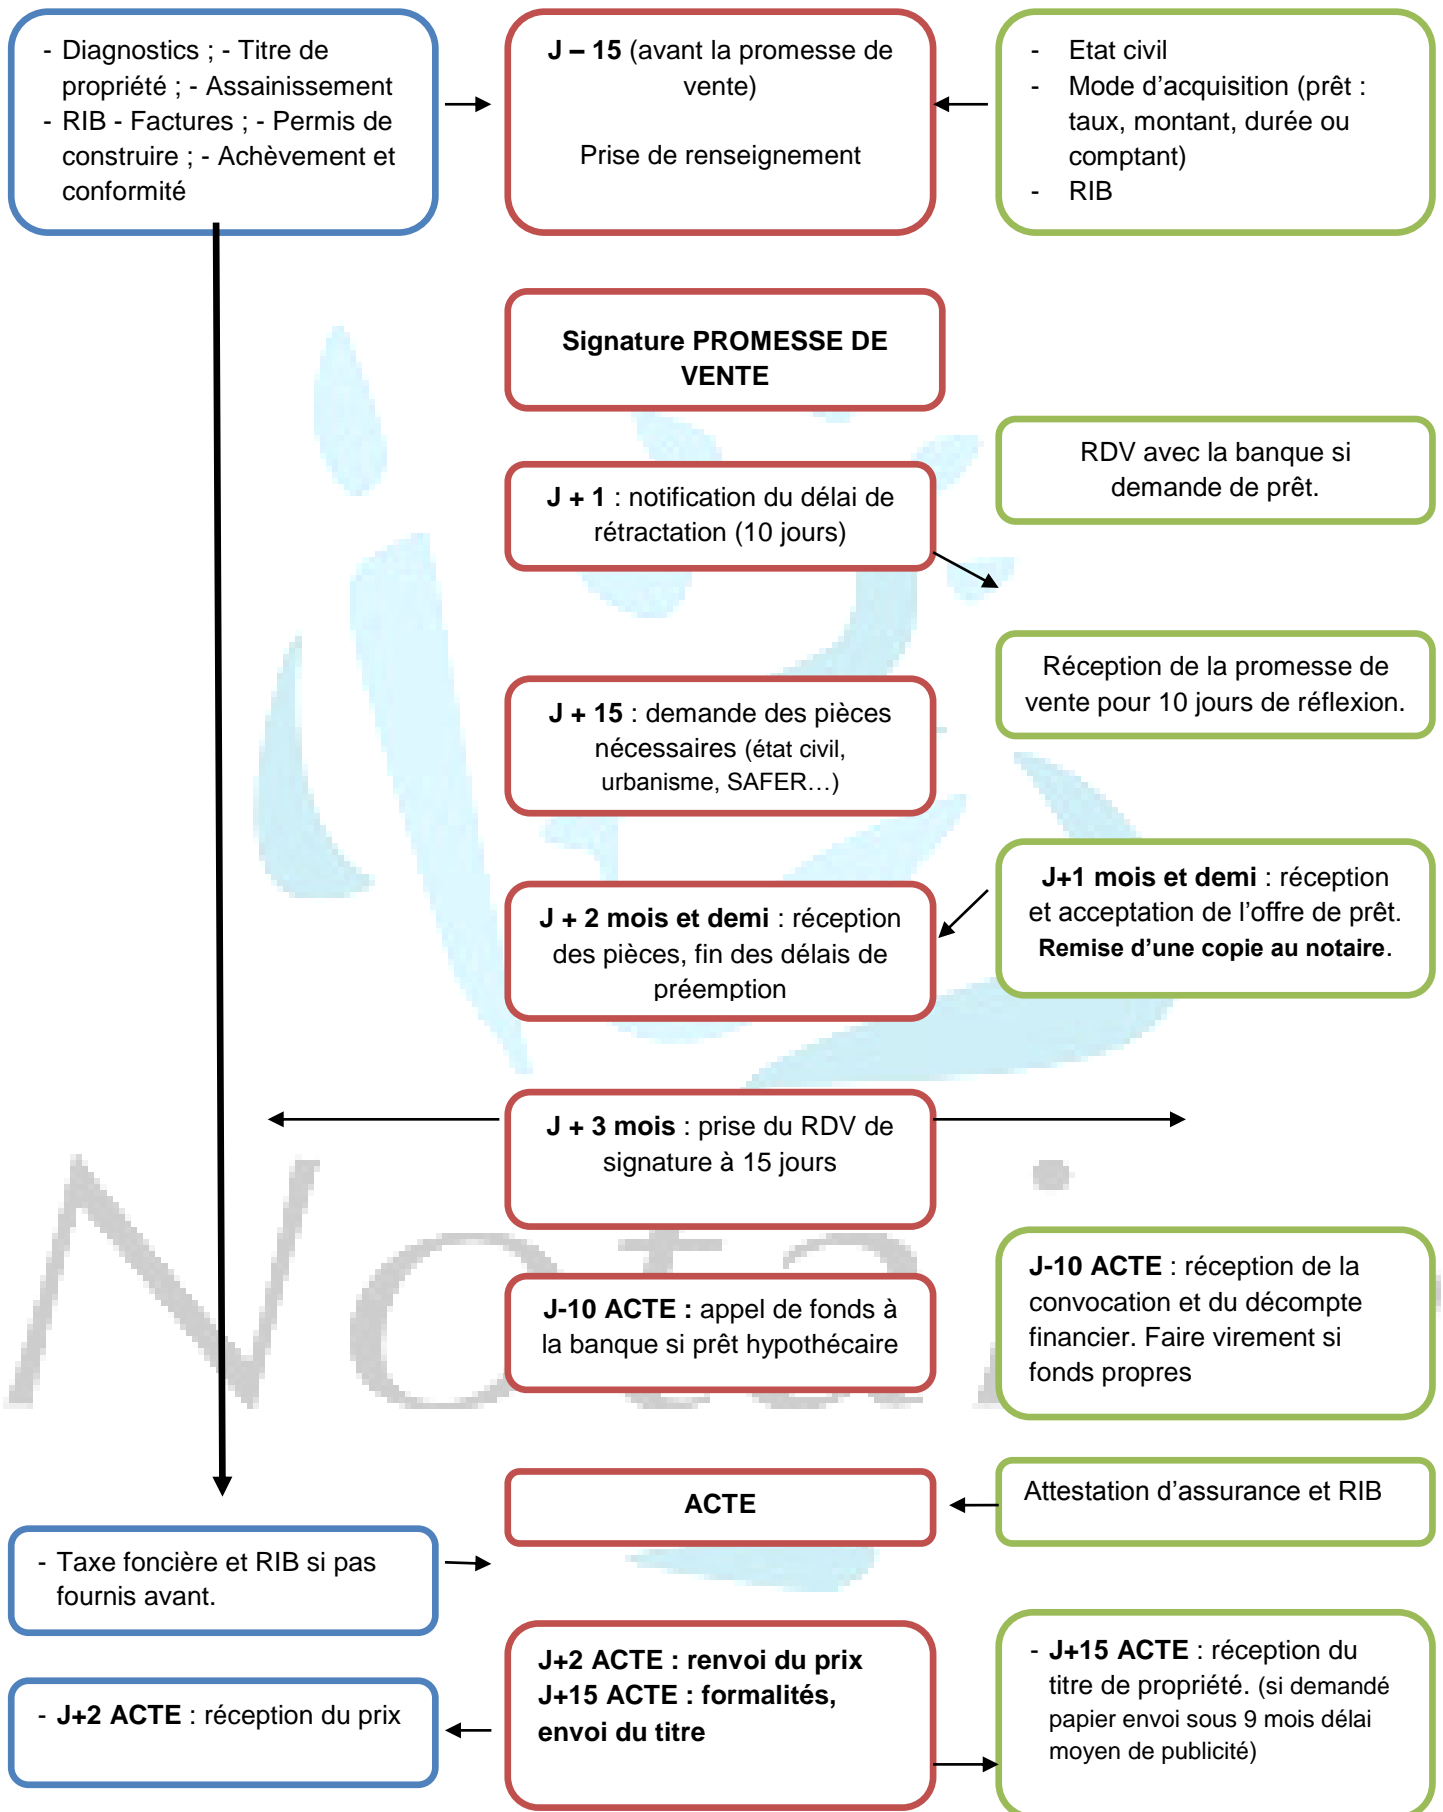 - Diagnostics ; - Titre de
propriété ; - Assainissement
- RIB - Factures ; - Permis de
construire ; - Achèvement et
conformité
J – 15 (avant la promesse de
vente)
Prise de renseignement
- Etat civil
- Mode d’acquisition (prêt :
taux, montant, durée ou
comptant)
- RIB
Signature PROMESSE DE
VENTE
RDV avec la banque si
demande de prêt.
J + 1 : notification du délai de
rétractation (10 jours)
Réception de la promesse de
vente pour 10 jours de réflexion.
J + 15 : demande des pièces
nécessaires (état civil,
urbanisme, SAFER…)
J+1 mois et demi : réception
et acceptation de l’offre de prêt.
Remise d’une copie au notaire.
J + 2 mois et demi : réception
des pièces, fin des délais de
préemption
J + 3 mois : prise du RDV de
signature à 15 jours
Notai
J-10 ACTE : réception de la
convocation et du décompte
financier. Faire virement si
fonds propres
J-10 ACTE : appel de fonds à
la banque si prêt hypothécaire
Attestation d’assurance et RIB
ACTE
- Taxe foncière et RIB si pas
fournis avant.
J+2 ACTE : renvoi du prix
J+15 ACTE : formalités,
envoi du titre
- J+15 ACTE : réception du
titre de propriété. (si demandé
papier envoi sous 9 mois délai
moyen de publicité)
- J+2 ACTE : réception du prix